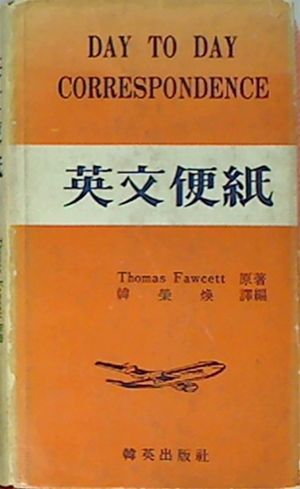 DAY TO DAY
CORRESPONDENCE
英文便紙
Thomas Fawcett 原著
韓榮煥 譯編
韓英出版社